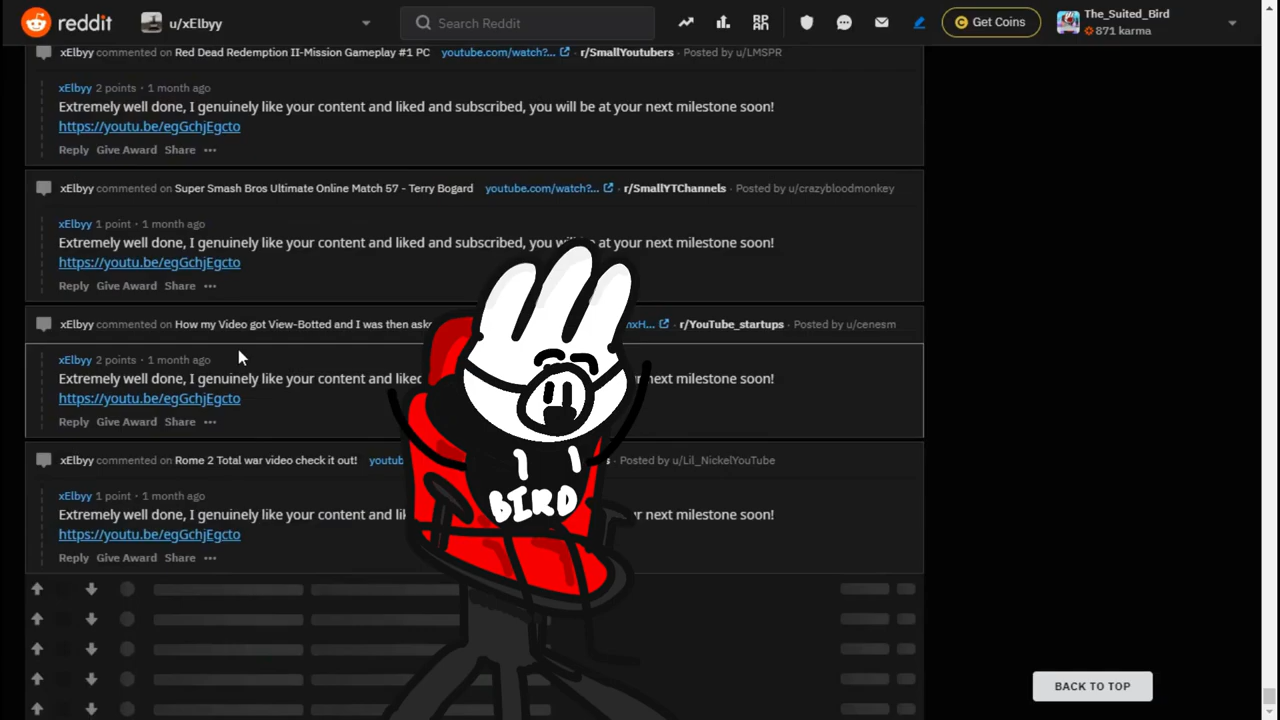 reddit u/xElbyy Search Reddit Get Coins The_Suited_Bird
871 karma
xElbyy commented on Red Dead Redemption II-Mission Gameplay #1 PC youtube.com/watch?... · r/SmallYoutubers · Posted by u/LMSPR
xElbyy 2 points · 1 month ago
Extremely well done, I genuinely like your content and liked and subscribed, you will be at your next milestone soon!
https://youtu.be/egGchjEgcto
Reply Give Award Share ···
xElbyy commented on Super Smash Bros Ultimate Online Match 57 - Terry Bogard youtube.com/watch?... · r/SmallYTChannels · Posted by u/crazybloodmonkey
xElbyy 1 point · 1 month ago
Extremely well done, I genuinely like your content and liked and subscribed, you will be at your next milestone soon!
https://youtu.be/egGchjEgcto
Reply Give Award Share ···
xElbyy commented on How my Video got View-Botted and I was then aske nxH... · r/YouTube_startups · Posted by u/cenesm
xElbyy 2 points · 1 month ago
Extremely well done, I genuinely like your content and liked r next milestone soon!
https://youtu.be/egGchjEgcto
Reply Give Award Share ···
xElbyy commented on Rome 2 Total war video check it out! youtub s · Posted by u/Lil_NickelYouTube
xElbyy 1 point · 1 month ago
Extremely well done, I genuinely like your content and lik ur next milestone soon!
https://youtu.be/egGchjEgcto
Reply Give Award Share ···
BIRD
BACK TO TOP